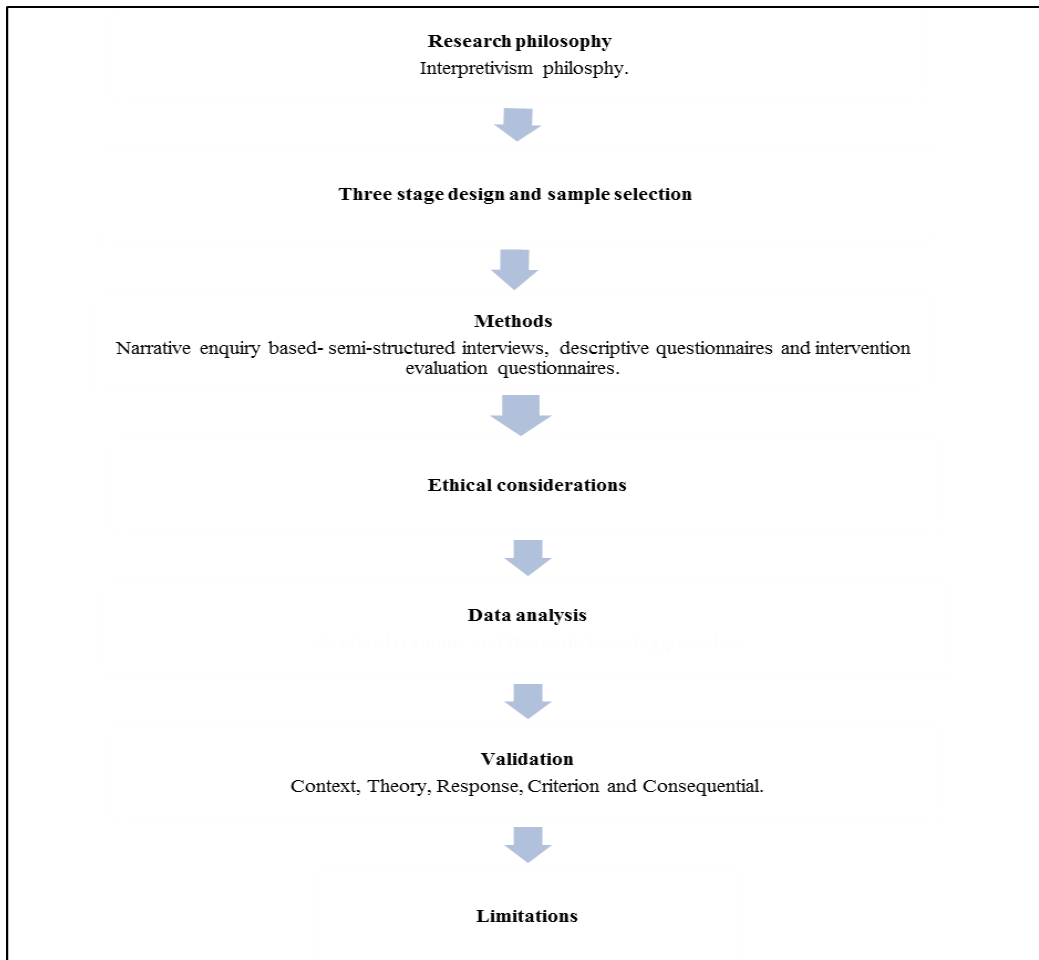 Research philosophy
Interpretivism philosphy.
Three stage design and sample selection
Methods
Narrative enquiry based- semi-structured interviews, descriptive questionnaires and intervention
evaluation questionnaires.
Ethical considerations
Data analysis
Validation
Context, Theory, Response, Criterion and Consequential.
Limitations